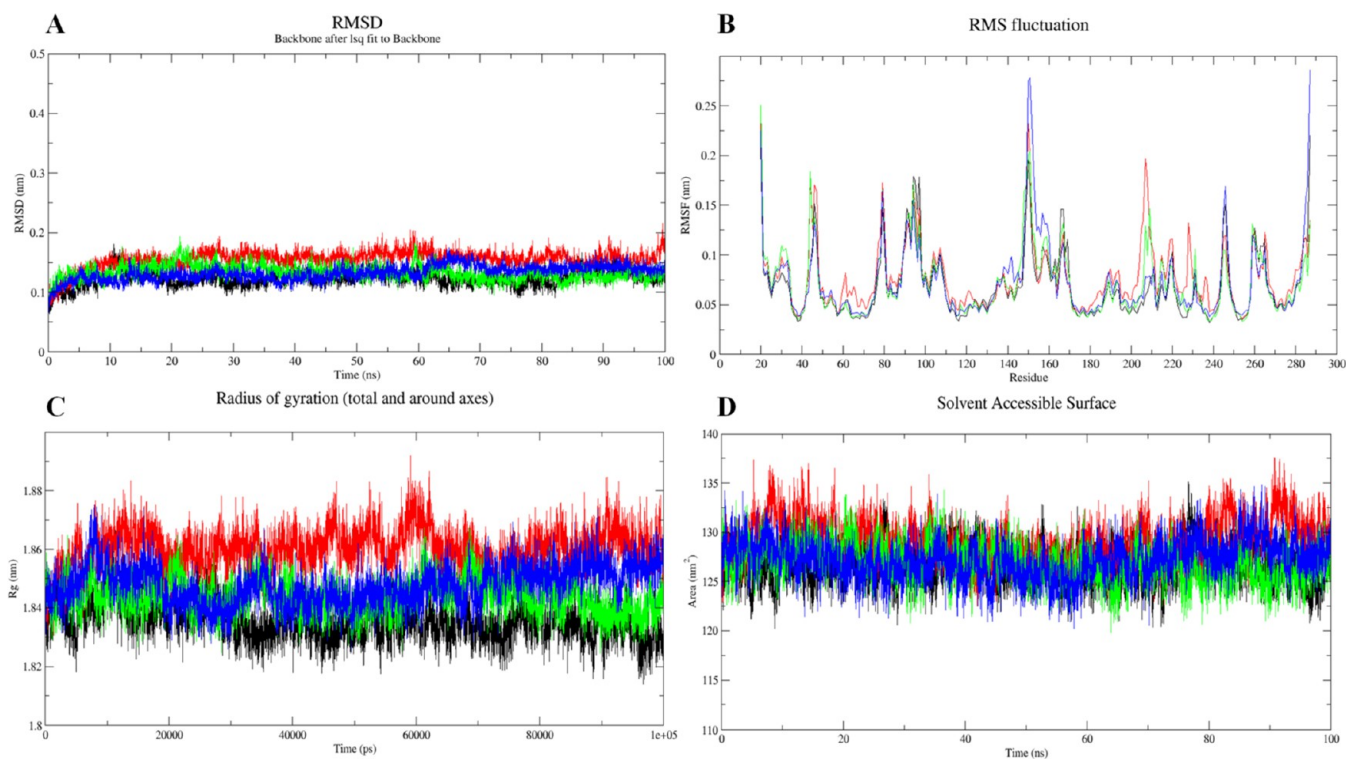 A
RMSD
Backbone after lsq fit to Backbone
0.5
0.4
0.3
0.2
0.1
0
RMSD (nm)
0 10 20 30 40 50 60 70 80 90 100
Time (ns)
B
RMS fluctuation
0.25
0.2
0.15
0.1
0.05
0
RMSF (nm)
0 20 40 60 80 100 120 140 160 180 200 220 240 260 280 300
Residue
C
Radius of gyration (total and around axes)
1.88
1.86
1.84
1.82
1.8
Rg (nm)
0 20000 40000 60000 80000 1e+05
Time (ps)
D
Solvent Accessible Surface
140
135
130
125
120
115
110
Area (nm²)
0 20 40 60 80 100
Time (ns)